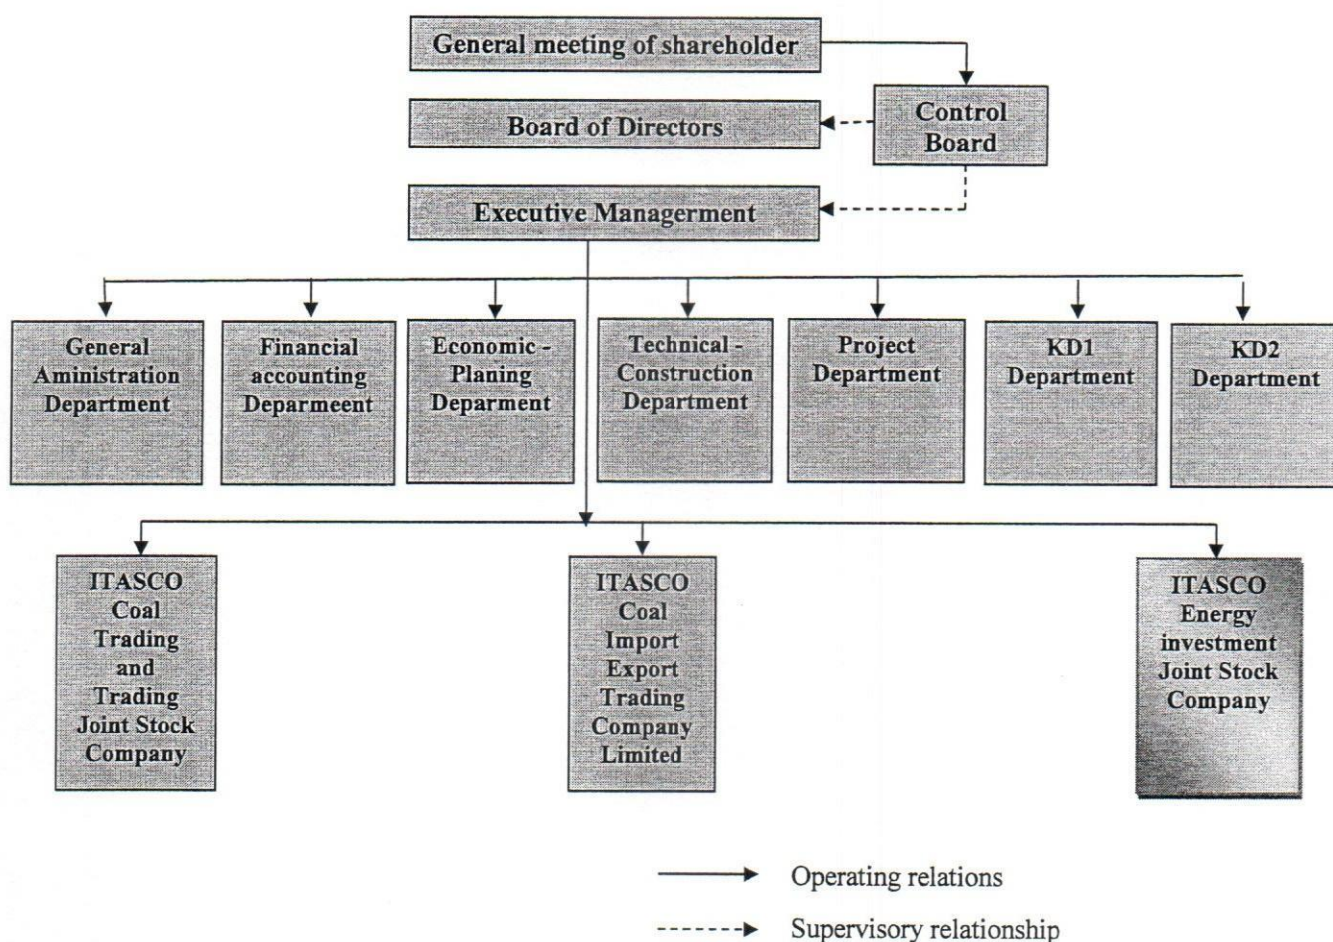 General meeting of shareholder
Control
Board
Board of Directors
Executive Managerment
General
Aministration
Department
Financial
accounting
Deparmeent
Economic -
Planing
Deparment
Technical -
Construction
Department
Project
Department
KD1
Department
KD2
Department
ITASCO
Coal
Trading
and
Trading
Joint Stock
Company
ITASCO
Coal
Import
Export
Trading
Company
Limited
ITASCO
Energy
investment
Joint Stock
Company
Operating relations
Supervisory relationship